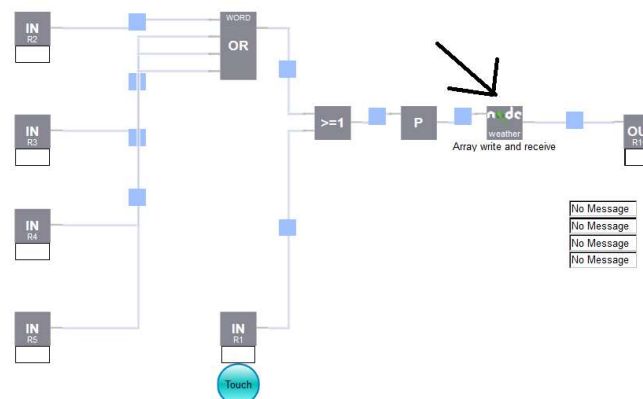 IN
R2
WORD
OR
IN
R3
>=1
P
node
weather
Array write and receive
OU
R1
IN
R4
No Message
No Message
No Message
No Message
IN
R5
IN
R1
Touch